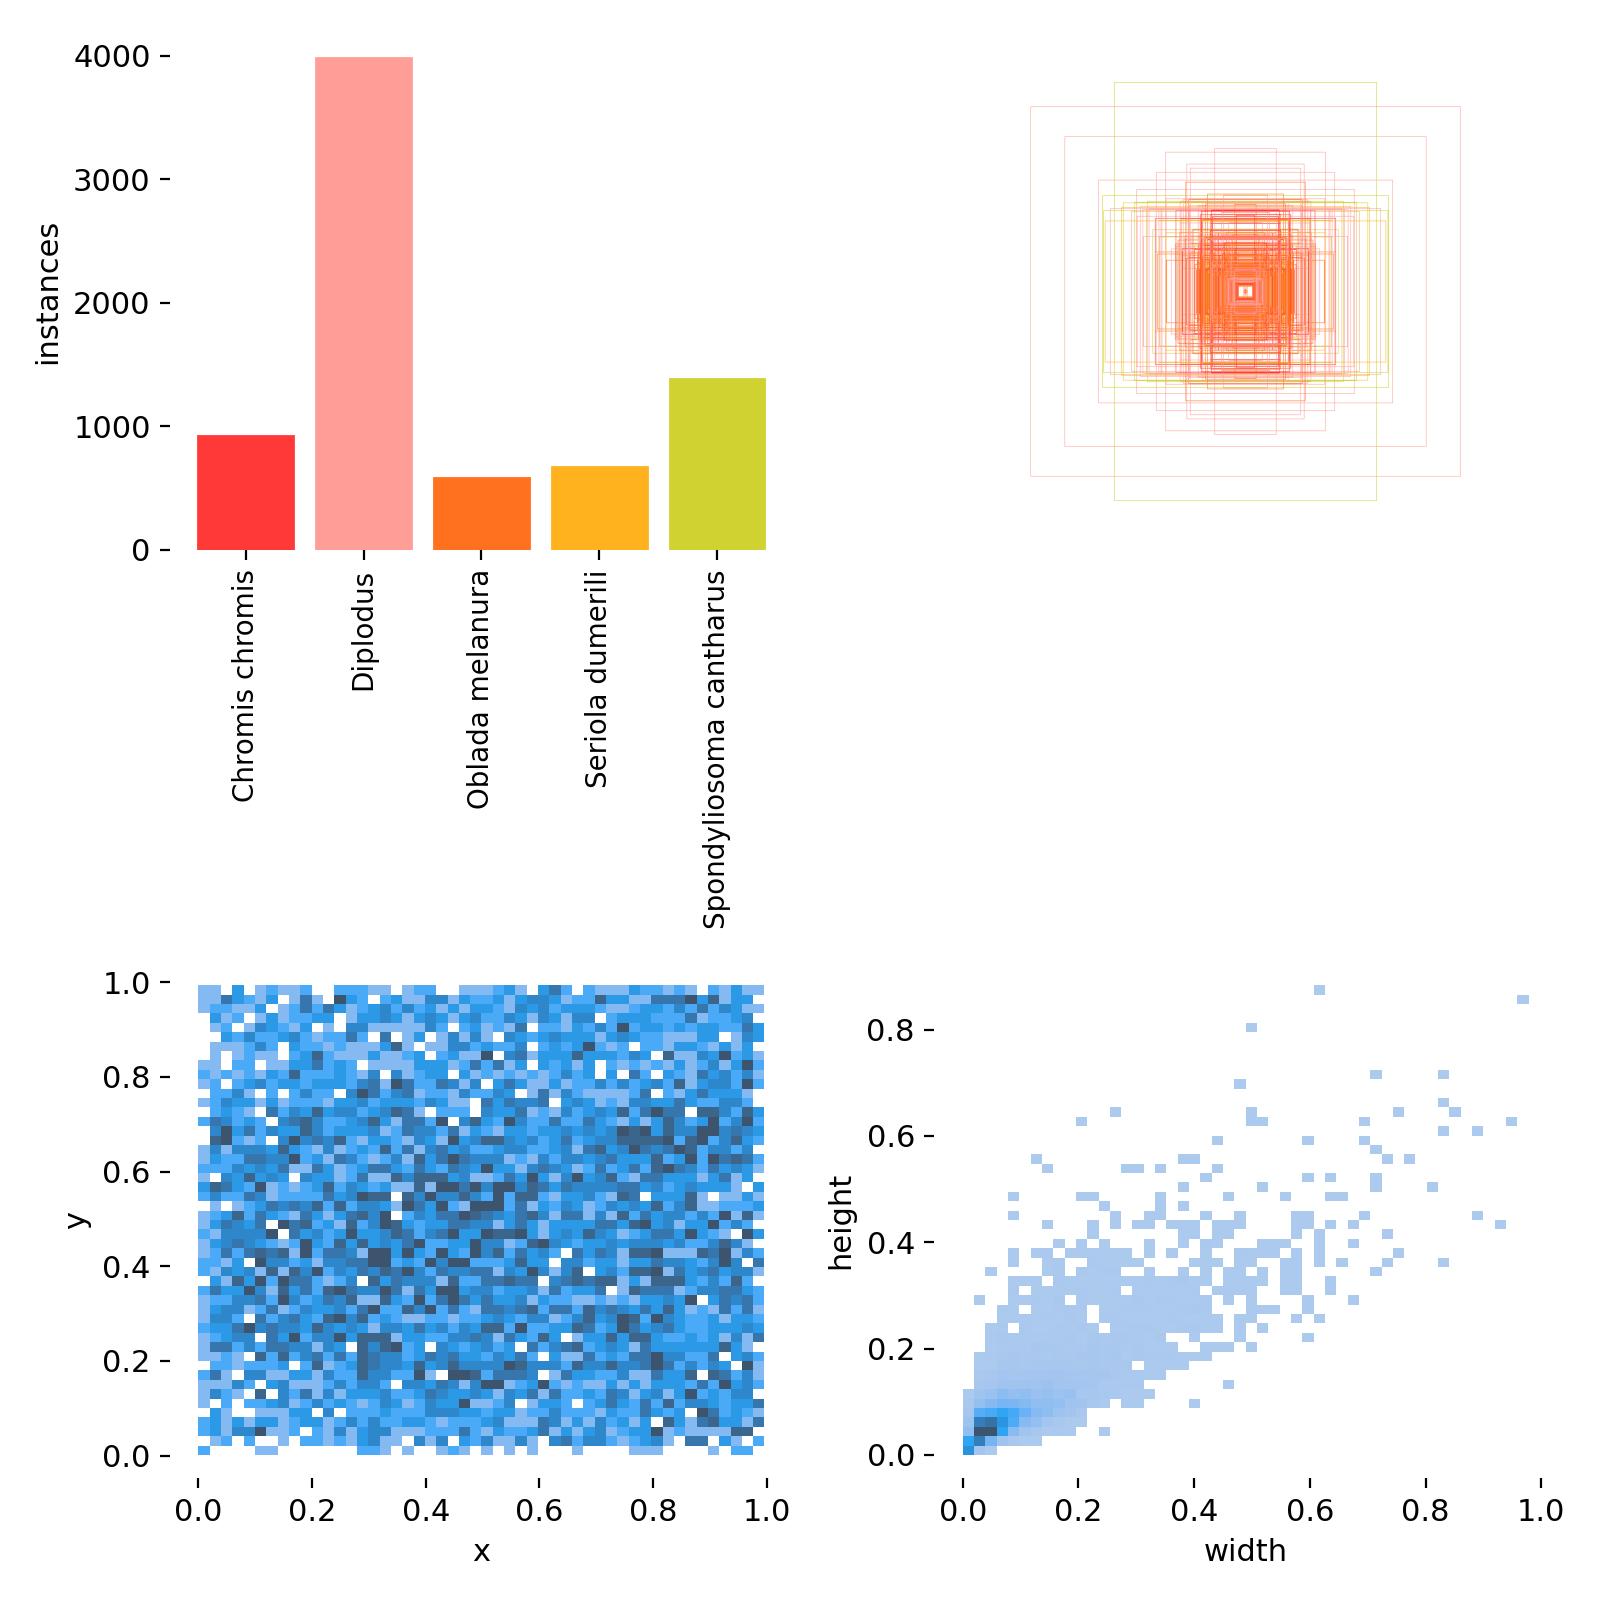 4000
3000
2000
1000
0
instances
Chromis chromis
Diplodus
Oblada melanura
Seriola dumerili
Spondyliosoma cantharus
1.0
0.8
0.6
0.4
0.2
0.0
y
0.0 0.2 0.4 0.6 0.8 1.0
x
0.8
0.6
0.4
0.2
0.0
height
0.0 0.2 0.4 0.6 0.8 1.0
width